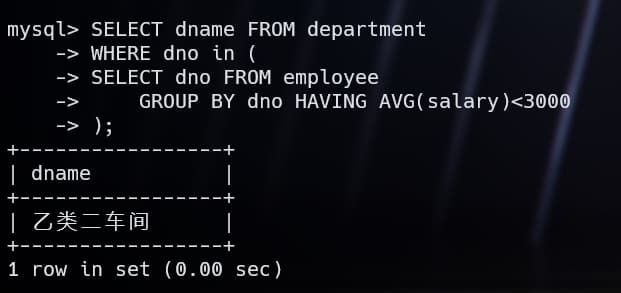 mysql> SELECT dname FROM department
    -> WHERE dno in (
    -> SELECT dno FROM employee
    ->     GROUP BY dno HAVING AVG(salary)<3000
    -> );
+-----------------+
| dname           |
+-----------------+
| 乙类二车间      |
+-----------------+
1 row in set (0.00 sec)